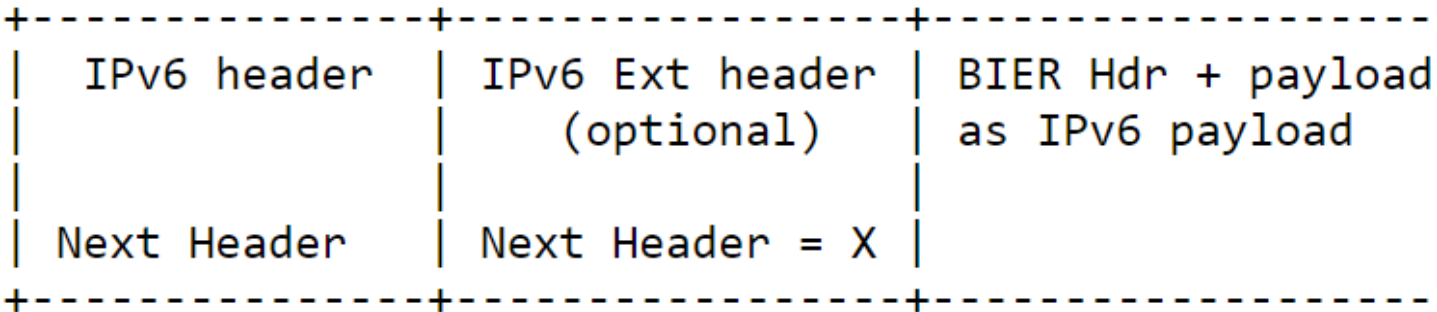 +---------------+-----------------+-------------------
|  IPv6 header  | IPv6 Ext header | BIER Hdr + payload
|               |    (optional)   | as IPv6 payload
|               |                 |
| Next Header   | Next Header = X |
+---------------+-----------------+-------------------